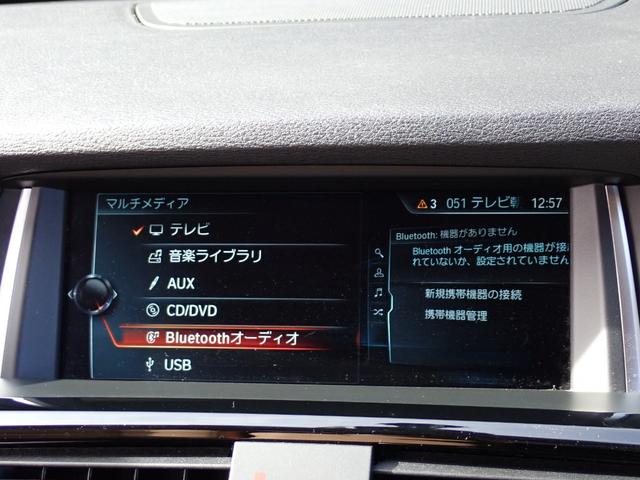 マルチメディア
3 051 テレビ朝 12:57
テレビ
音楽ライブラリ
AUX
CD/DVD
Bluetoothオーディオ
USB
Bluetooth: 機器がありません
Bluetooth オーディオ用の機器が接
れていないか、設定されていません
新規携帯機器の接続
携帯機器管理